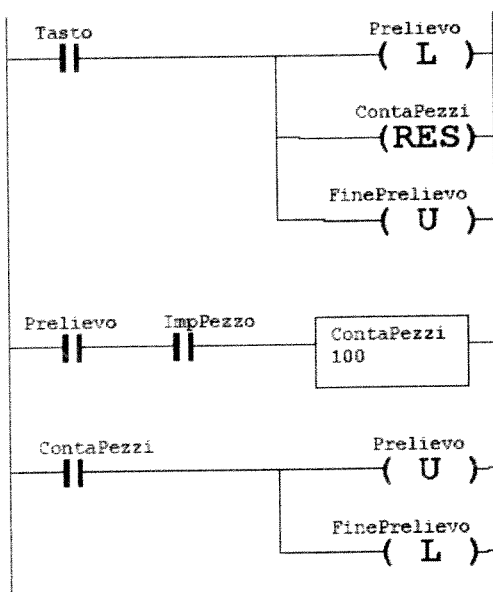 Tasto
Prelievo
L
ContaPezzi
RES
FinePrelievo
U
Prelievo
ImpPezzo
ContaPezzi
100
ContaPezzi
Prelievo
U
FinePrelievo
L